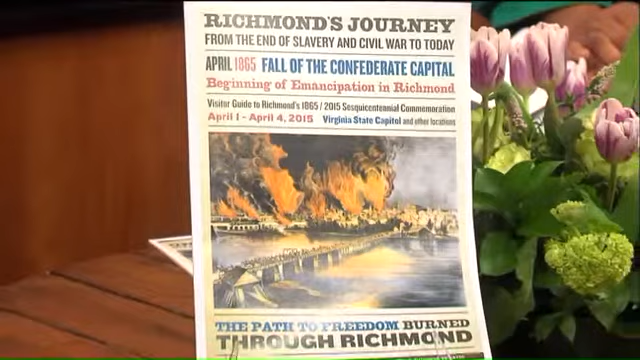 RICHMOND'S JOURNEY
FROM THE END OF SLAVERY AND CIVIL WAR TO TODAY
APRIL 1865 FALL OF THE CONFEDERATE CAPITAL
Beginning of Emancipation in Richmond
Visitor Guide to Richmond's 1865 / 2015 Sesquicentennial Commemoration
April 1 - April 4, 2015 Virginia State Capitol and other locations
THE PATH TO FREEDOM BURNED
THROUGH RICHMOND